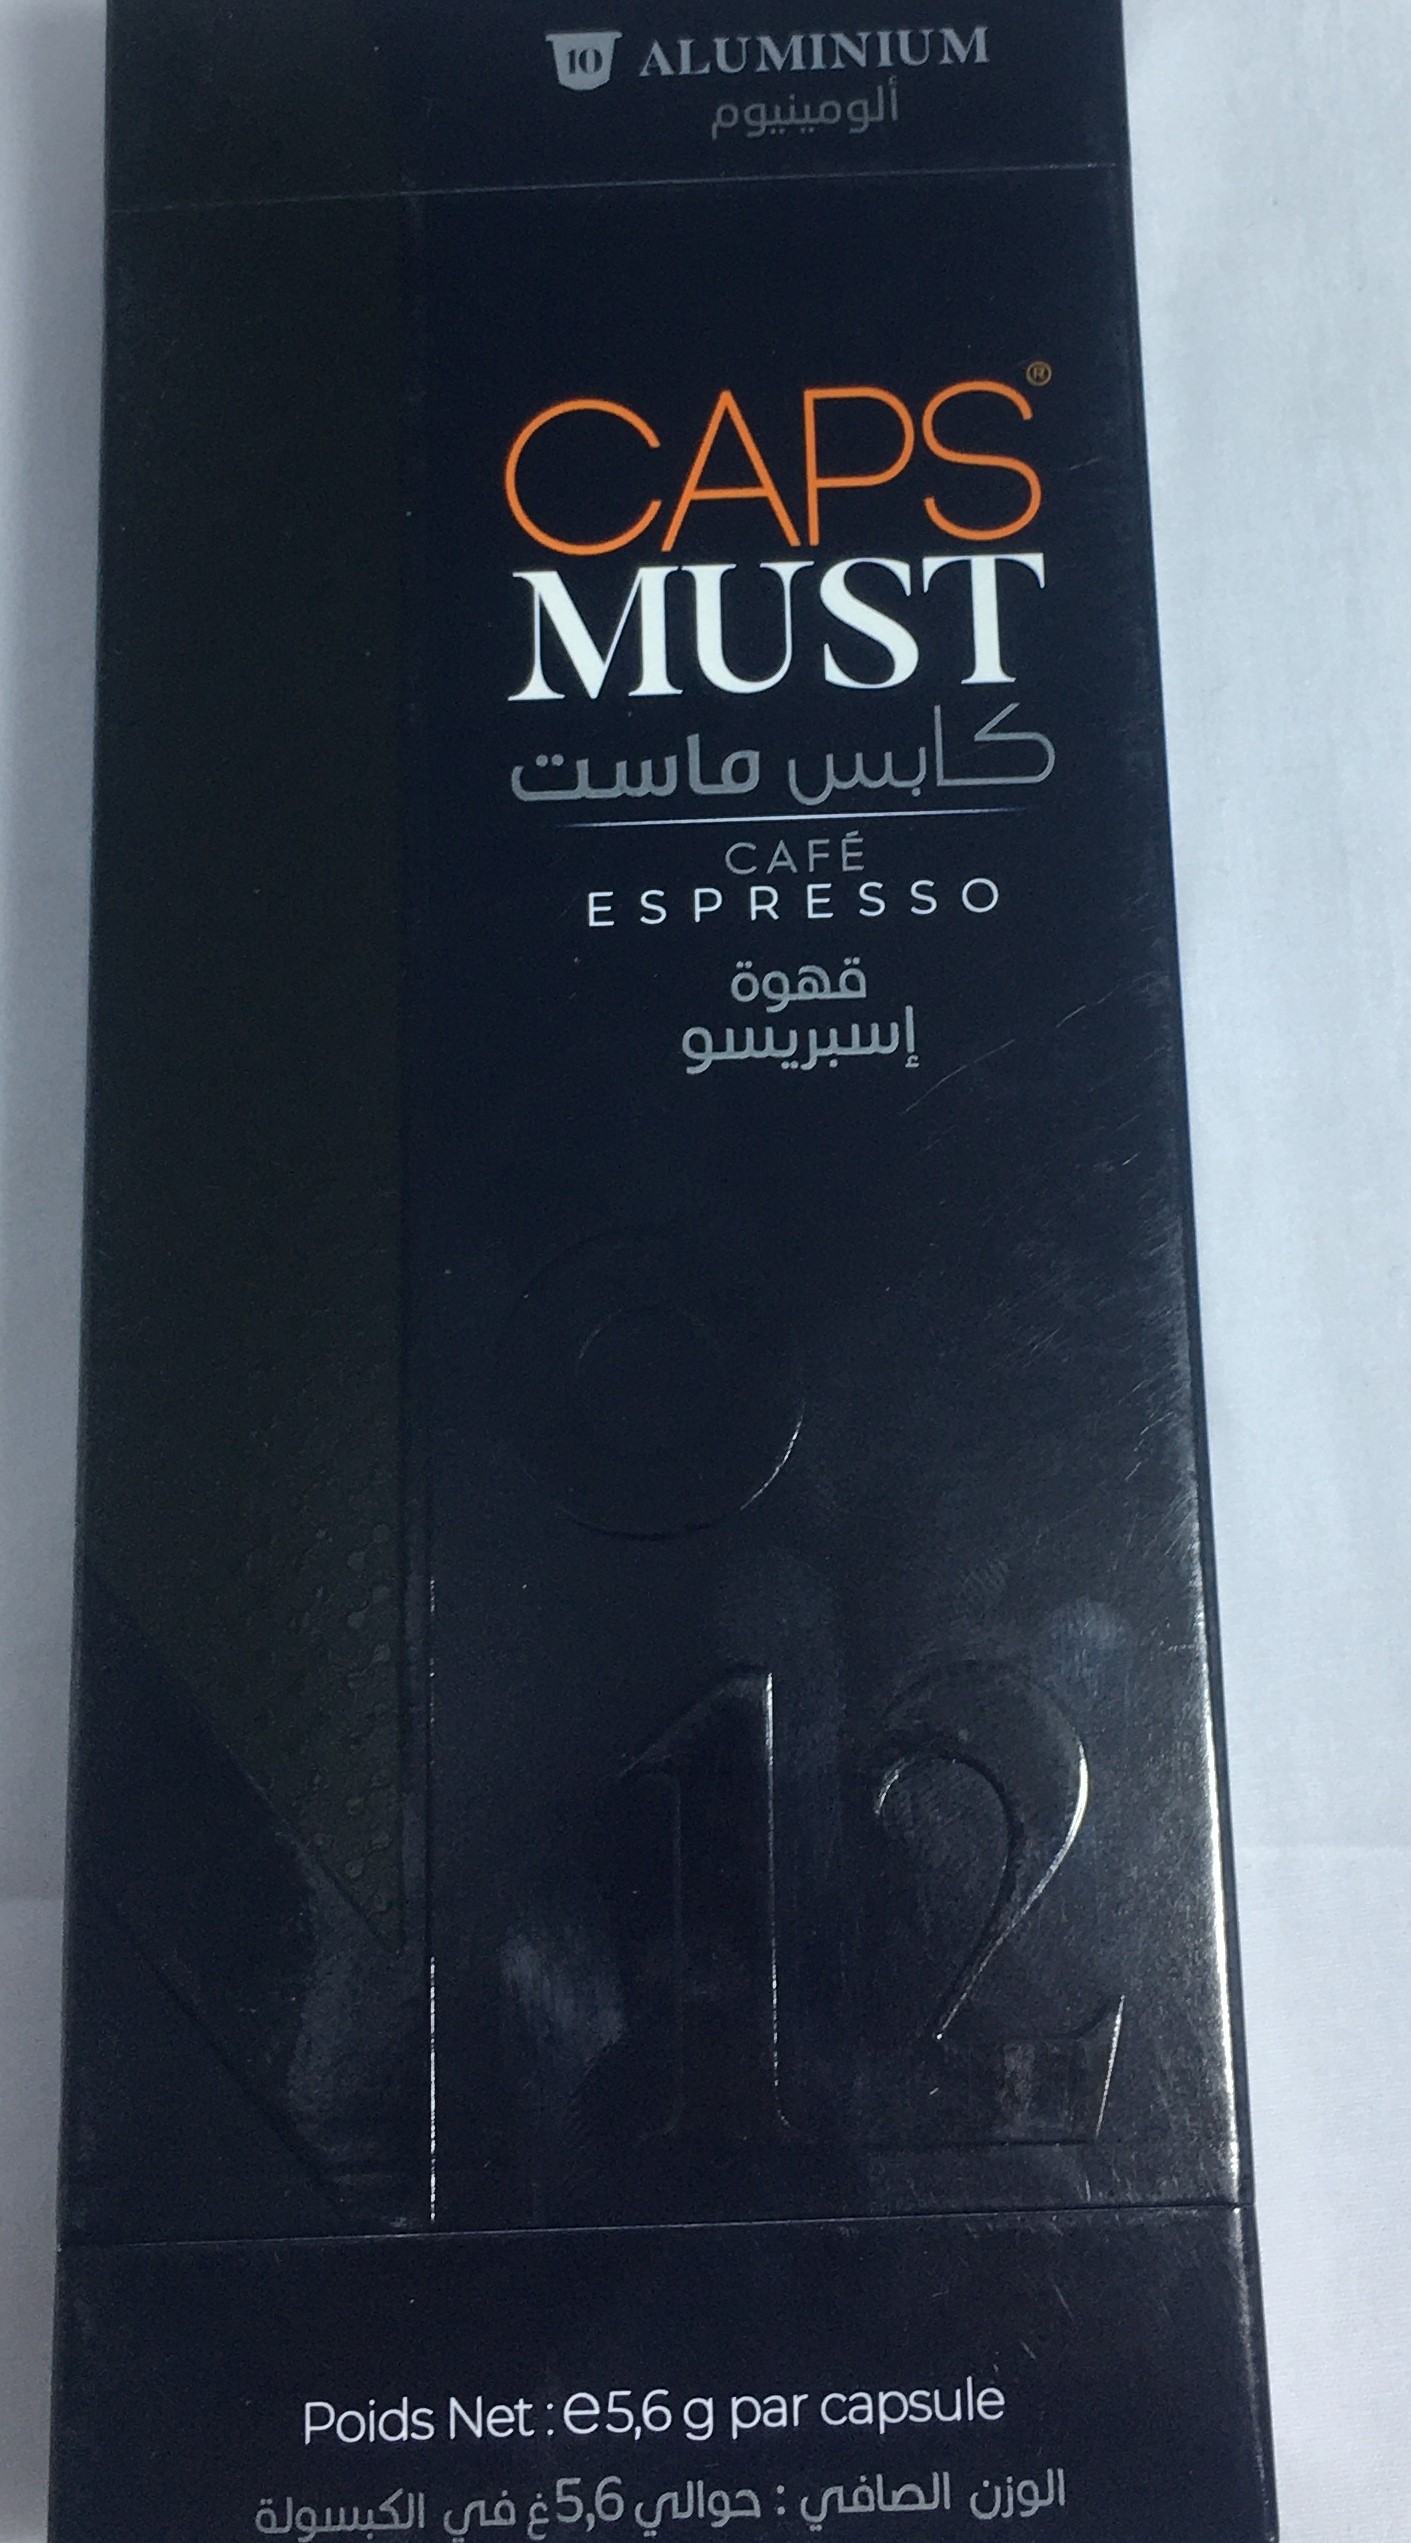 10 ALUMINIUM
ألومينيوم
CAPS®
MUST
كابس ماست
CAFÉ
ESPRESSO
قهوة
إسبريسو
12
Poids Net : e5,6 g par capsule
الوزن الصافي : حوالي 5,6غ في الكبسولة